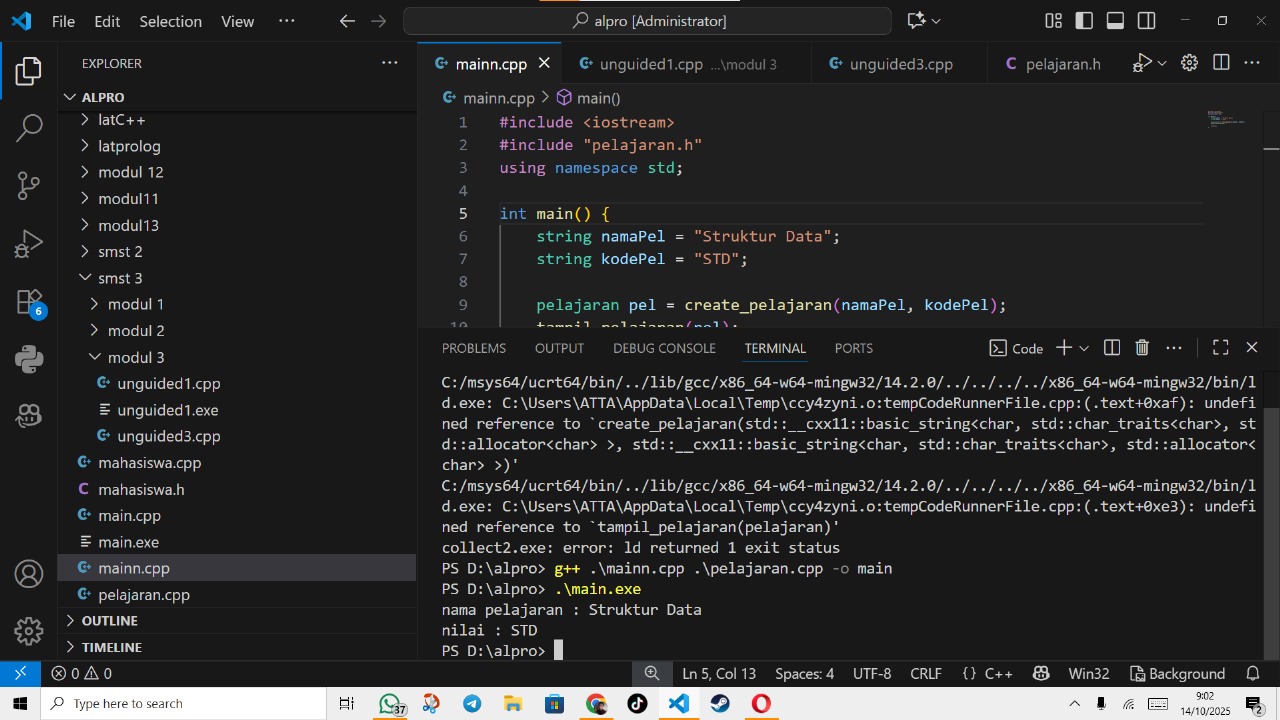 File Edit Selection View ... alpro [Administrator]
EXPLORER ...
ALPRO
latC++
latprolog
modul 12
modul11
modul13
smst 2
smst 3
modul 1
modul 2
modul 3
unguided1.cpp
unguided1.exe
unguided3.cpp
mahasiswa.cpp
mahasiswa.h
main.cpp
main.exe
mainn.cpp
pelajaran.cpp
OUTLINE
TIMELINE
6
mainn.cpp unguided1.cpp ...\modul 3 unguided3.cpp pelajaran.h
mainn.cpp > main()
1 #include <iostream>
2 #include "pelajaran.h"
3 using namespace std;
4
5 int main() {
6 string namaPel = "Struktur Data";
7 string kodePel = "STD";
8
9 pelajaran pel = create_pelajaran(namaPel, kodePel);
10 tampil_pelajaran(pel);
PROBLEMS OUTPUT DEBUG CONSOLE TERMINAL PORTS Code
C:/msys64/ucrt64/bin/../lib/gcc/x86_64-w64-mingw32/14.2.0/../../../../x86_64-w64-mingw32/bin/l
d.exe: C:\Users\ATTA\AppData\Local\Temp\ccy4zyni.o:tempCodeRunnerFile.cpp:(.text+0xaf): undefi
ned reference to `create_pelajaran(std::__cxx11::basic_string<char, std::char_traits<char>, st
d::allocator<char> >, std::__cxx11::basic_string<char, std::char_traits<char>, std::allocator<
char> >)'
C:/msys64/ucrt64/bin/../lib/gcc/x86_64-w64-mingw32/14.2.0/../../../../x86_64-w64-mingw32/bin/l
d.exe: C:\Users\ATTA\AppData\Local\Temp\ccy4zyni.o:tempCodeRunnerFile.cpp:(.text+0xe3): undefi
ned reference to `tampil_pelajaran(pelajaran)'
collect2.exe: error: ld returned 1 exit status
PS D:\alpro> g++ .\mainn.cpp .\pelajaran.cpp -o main
PS D:\alpro> .\main.exe
nama pelajaran : Struktur Data
nilai : STD
PS D:\alpro>
0 0 Ln 5, Col 13 Spaces: 4 UTF-8 CRLF {} C++ Win32 Background
Type here to search 37 9:02
14/10/2025 2